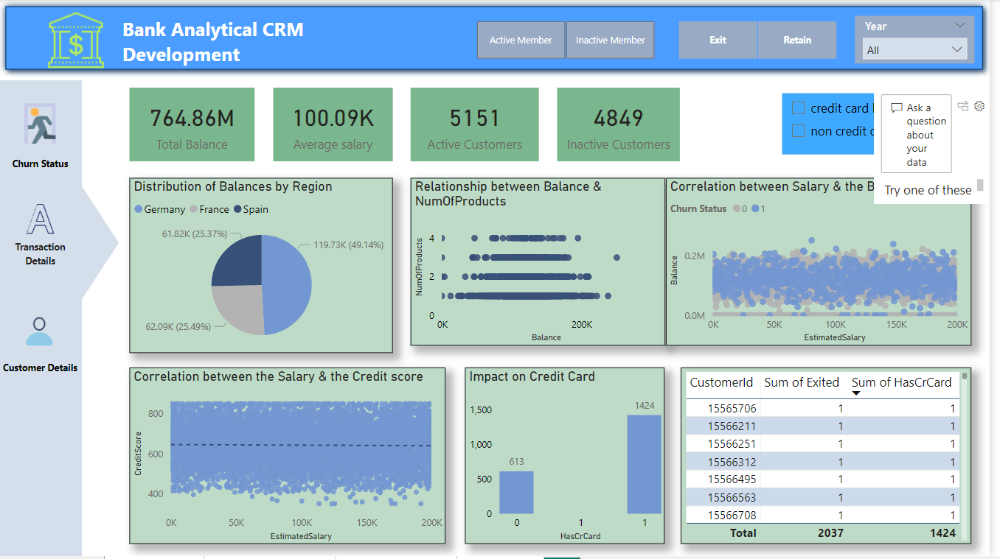 Bank Analytical CRM
Development
Active Member
Inactive Member
Exit
Retain
Year
All
Churn Status
Transaction
Details
Customer Details
764.86M
Total Balance
100.09K
Average salary
5151
Active Customers
4849
Inactive Customers
credit card
non credit
Ask a
question
about
your
data
Try one of these
Distribution of Balances by Region
Germany France Spain
61.82K (25.37%)
119.73K (49.14%)
62.09K (25.49%)
Relationship between Balance &
NumOfProducts
NumOfProducts
4
2
0
0K 200K
Balance
Correlation between Salary & the B
Churn Status 0 1
Balance
0.2M
0.0M
0K 50K 100K 150K 200K
EstimatedSalary
Correlation between the Salary & the Credit score
CreditScore
800
600
400
0K 50K 100K 150K 200K
EstimatedSalary
Impact on Credit Card
1,500
1,000
500
0
613
1424
0 1 1
HasCrCard
CustomerId Sum of Exited Sum of HasCrCard
15565706 1 1
15566211 1 1
15566251 1 1
15566312 1 1
15566495 1 1
15566563 1 1
15566708 1 1
Total 2037 1424